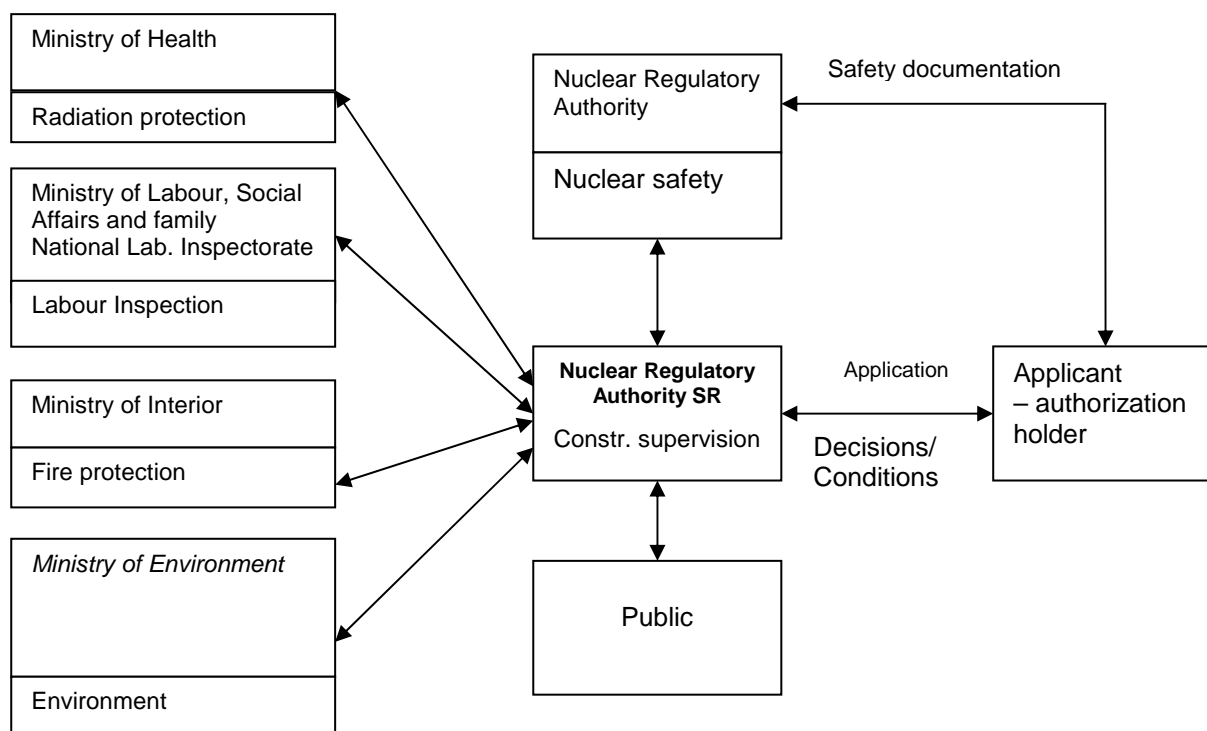 Ministry of Health
Radiation protection
Ministry of Labour, Social
Affairs and family
National Lab. Inspectorate
Labour Inspection
Ministry of Interior
Fire protection
Ministry of Environment
Environment
Nuclear Regulatory
Authority
Nuclear safety
Safety documentation
Nuclear Regulatory
Authority SR
Constr. supervision
Application
Decisions/
Conditions
Applicant
– authorization
holder
Public